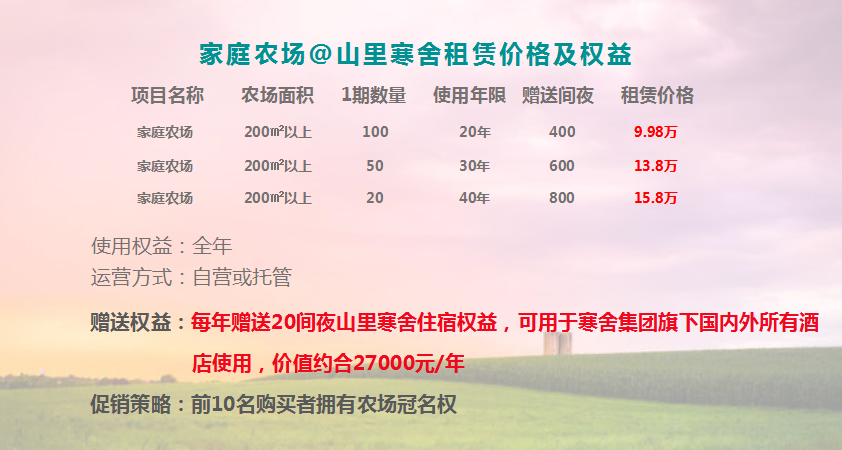 家庭农场@山里寒舍租赁价格及权益
项目名称 农场面积 1期数量 使用年限 赠送间夜 租赁价格
家庭农场 200㎡以上 100 20年 400 9.98万
家庭农场 200㎡以上 50 30年 600 13.8万
家庭农场 200㎡以上 20 40年 800 15.8万
使用权益：全年
运营方式：自营或托管
赠送权益：每年赠送20间夜山里寒舍住宿权益，可用于寒舍集团旗下国内外所有酒
店使用，价值约合27000元/年
促销策略：前10名购买者拥有农场冠名权